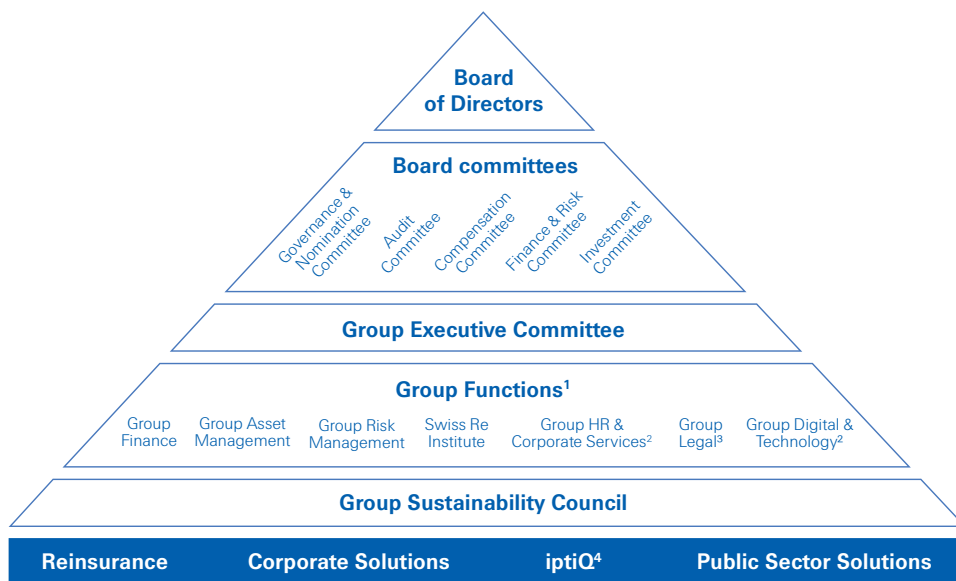 Board
of Directors
Board committees
Governance &
Nomination
Committee
Audit
Committee
Compensation
Committee
Finance & Risk
Committee
Investment
Committee
Group Executive Committee
Group Functions¹
Group
Finance
Group Asset
Management
Group Risk
Management
Swiss Re
Institute
Group HR &
Corporate Services²
Group
Legal³
Group Digital &
Technology²
Group Sustainability Council
Reinsurance
Corporate Solutions
iptiQ⁴
Public Sector Solutions